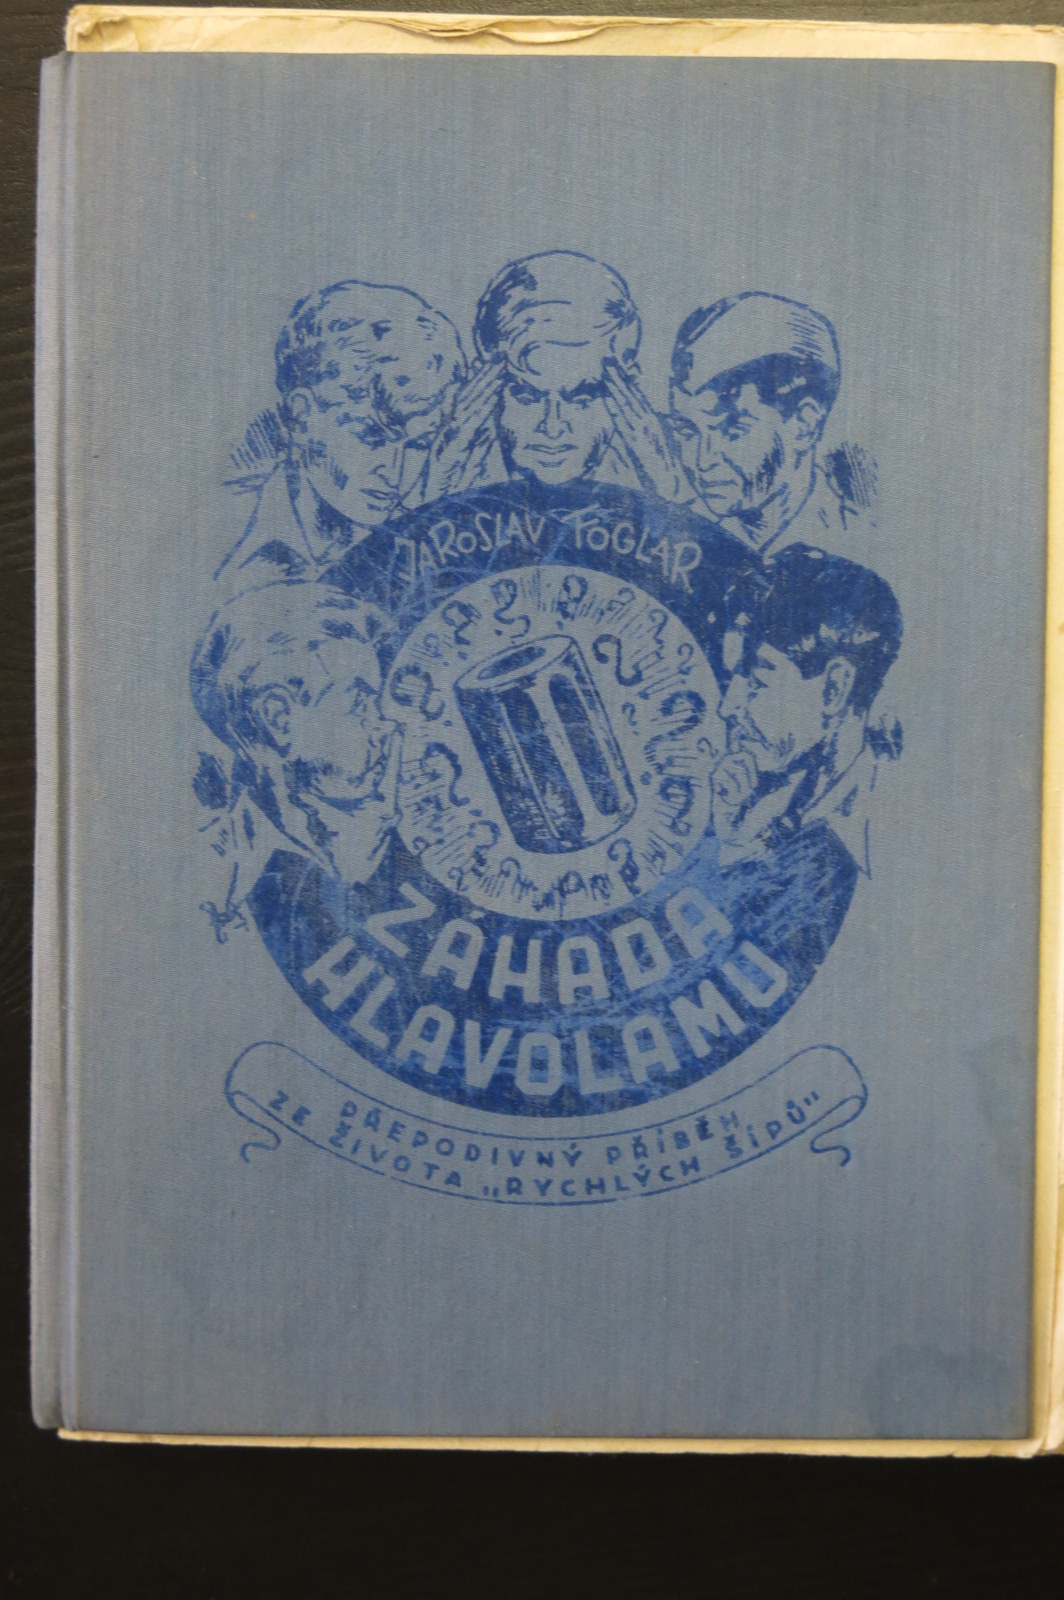 JAROSLAV FOGLAR
ZÁHADA
HLAVOLAMU
PŘEPODIVNÝ PŘÍBĚH
ZE ŽIVOTA „RYCHLÝCH ŠÍPŮ"